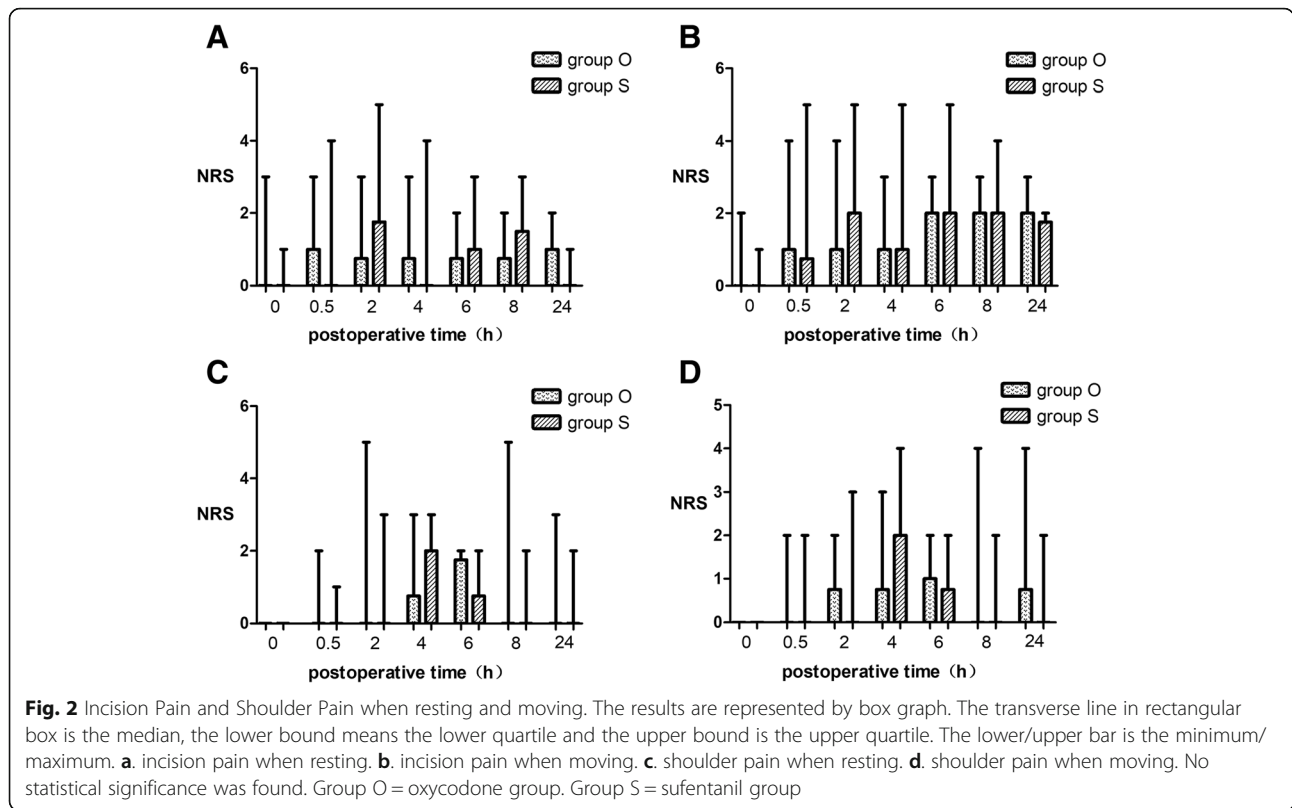 A
group O
group S
6
4
NRS
2
0
0 0.5 2 4 6 8 24
postoperative time（h）
B
group O
group S
6
4
NRS
2
0
0 0.5 2 4 6 8 24
postoperative time（h）
C
group O
group S
6
4
NRS
2
0
0 0.5 2 4 6 8 24
postoperative time（h）
D
group O
group S
5
4
3
NRS
2
1
0
0 0.5 2 4 6 8 24
postoperative time（h）
Fig. 2 Incision Pain and Shoulder Pain when resting and moving. The results are represented by box graph. The transverse line in rectangular
box is the median, the lower bound means the lower quartile and the upper bound is the upper quartile. The lower/upper bar is the minimum/
maximum. a. incision pain when resting. b. incision pain when moving. c. shoulder pain when resting. d. shoulder pain when moving. No
statistical significance was found. Group O = oxycodone group. Group S = sufentanil group